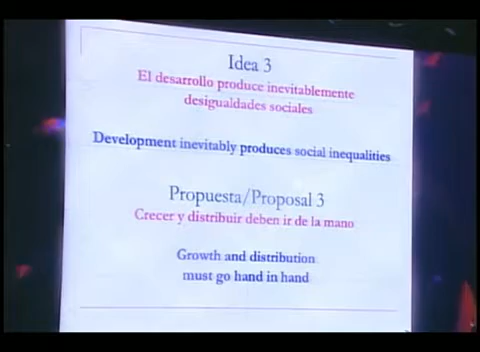 Idea 3
El desarrollo produce inevitablemente
desigualdades sociales
Development inevitably produces social inequalities
Propuesta/Proposal 3
Crecer y distribuir deben ir de la mano
Growth and distribution
must go hand in hand